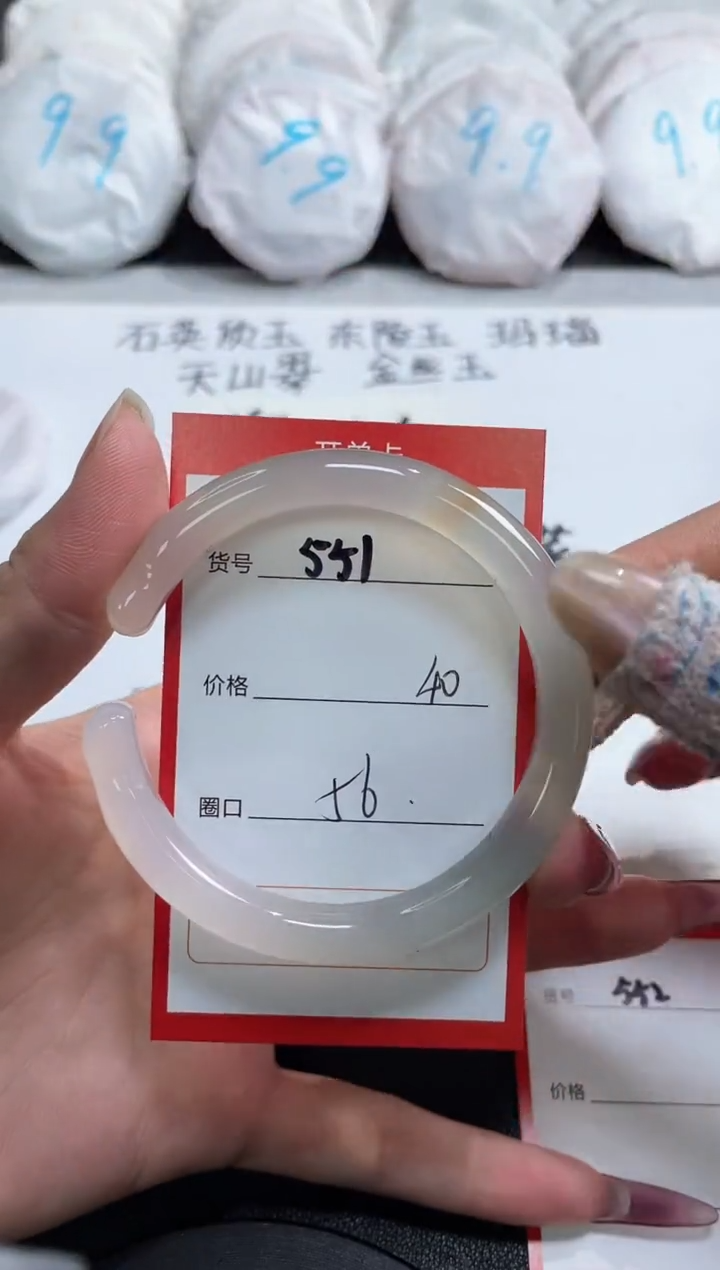 99
9.9
9.9
9.9
石英质玉 东陵玉 玛瑙
天山翠 金丝玉
开单卡
货号 551
价格 40
圈口 56.
货号 552
价格